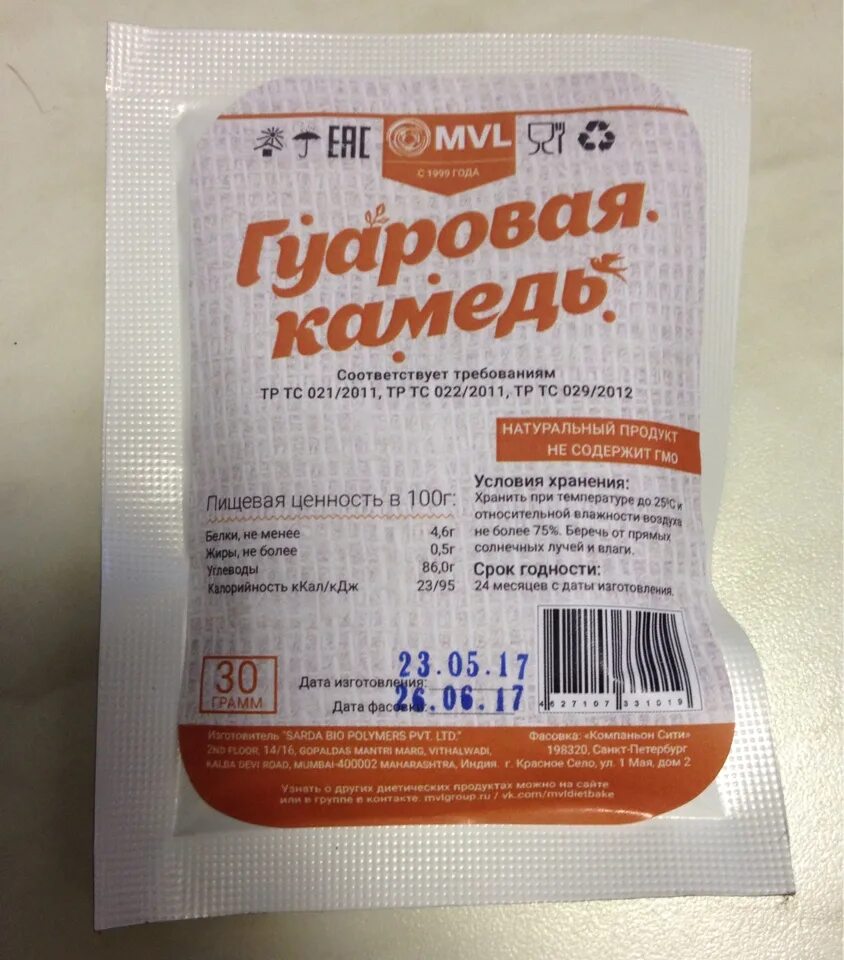 EAC MVL
С 1999 ГОДА
Гуаровая
камедь
Соответствует требованиям
ТР ТС 021/2011, ТР ТС 022/2011, ТР ТС 029/2012
НАТУРАЛЬНЫЙ ПРОДУКТ
НЕ СОДЕРЖИТ ГМО
Пищевая ценность в 100г:
Белки, не менее 4,6г
Жиры, не более 0,5г
Углеводы 86,0г
Калорийность кКал/кДж 23/95
Условия хранения:
Хранить при температуре до 25°С и
относительной влажности воздуха
не более 75%. Беречь от прямых
солнечных лучей и влаги.
Срок годности:
24 месяцев с даты изготовления.
30
ГРАММ
Дата изготовления: 23.05.17
Дата фасовки: 26.06.17
4627107331019
Изготовитель "SARDA BIO POLYMERS PVT. LTD."
2ND FLOOR, 14/16, GOPALDAS MANTRI MARG, VITHALWADI,
KALBA DEVI ROAD, MUMBAI-400002 MAHARASHTRA, Индия.
Фасовка: «Компаньон Сити»
198320, Санкт-Петербург
г. Красное Село, ул. 1 Мая, дом 2
Узнать о других диетических продуктах можно на сайте
или в группе в контакте. mvlgroup.ru / vk.com/mvldietbake